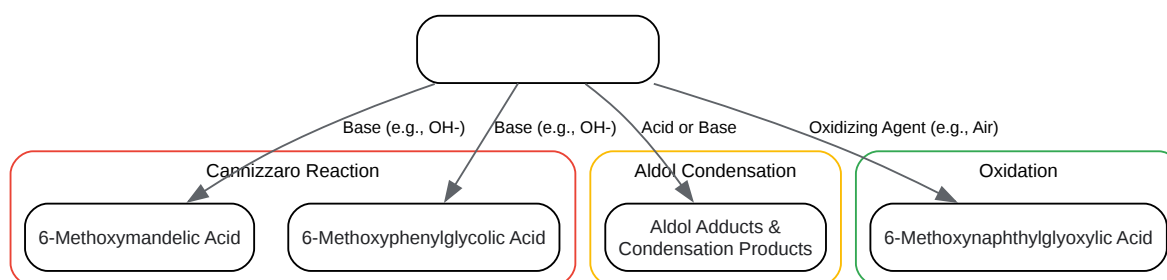 Base (e.g., OH-)
Base (e.g., OH-)
Acid or Base
Oxidizing Agent (e.g., Air)
Cannizzaro Reaction
Aldol Condensation
Oxidation
6-Methoxymandelic Acid
6-Methoxyphenylglycolic Acid
Aldol Adducts &
Condensation Products
6-Methoxynaphthylglyoxylic Acid